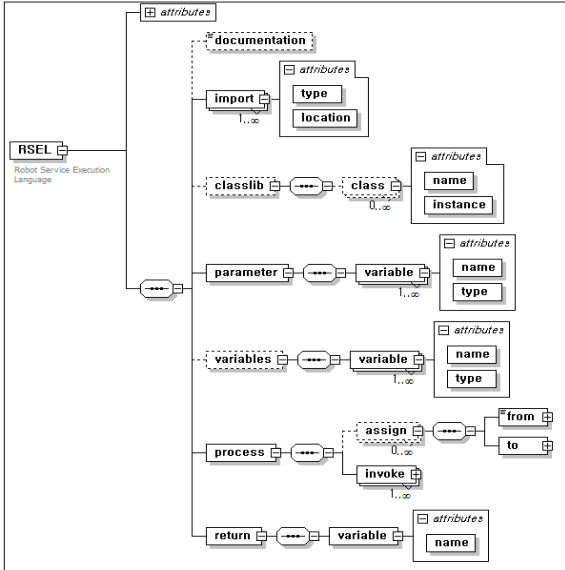 attributes
documentation
attributes
import
type
1..∞
location
RSEL
Robot Service Execution
Language
attributes
classlib
class
name
0..∞
instance
attributes
parameter
variable
name
1..∞
type
attributes
variables
variable
name
1..∞
type
assign
from
0..∞
to
process
invoke
1..∞
attributes
return
variable
name